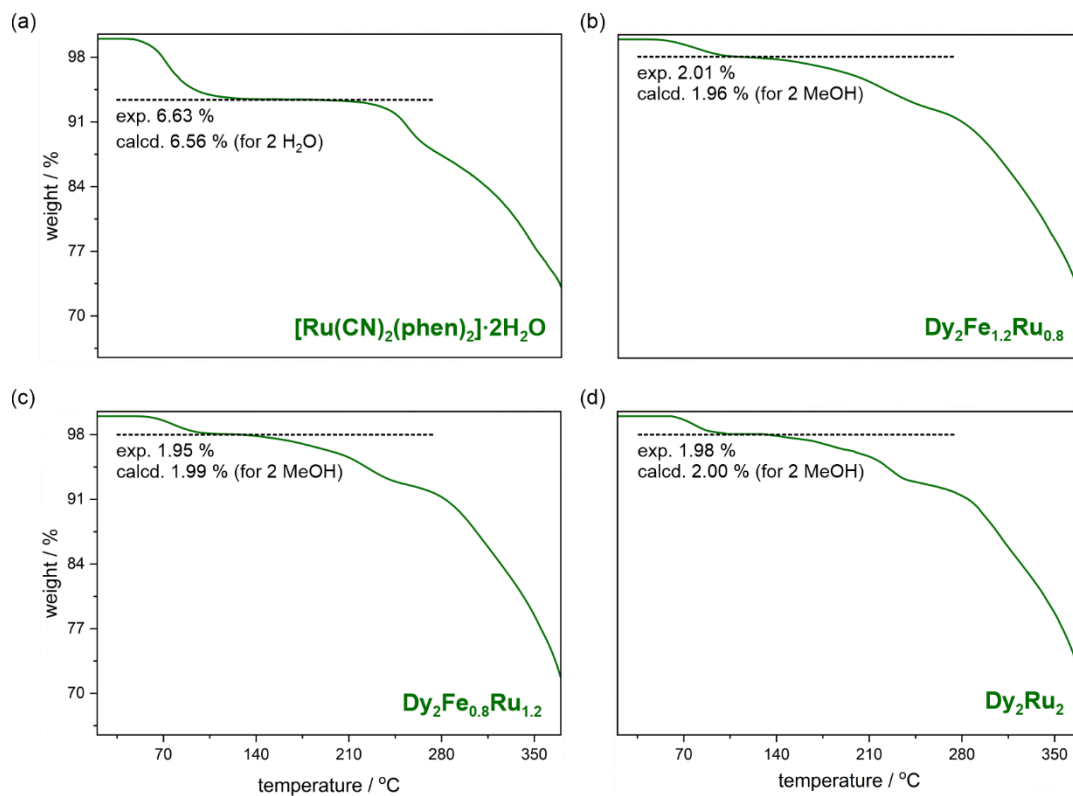 (a)
98
91
84
77
70
weight / %
exp. 6.63 %
calcd. 6.56 % (for 2 H₂O)
[Ru(CN)₂(phen)₂]·2H₂O
(b)
exp. 2.01 %
calcd. 1.96 % (for 2 MeOH)
Dy₂Fe₁.₂Ru₀.₈
(c)
98
91
84
77
70
weight / %
exp. 1.95 %
calcd. 1.99 % (for 2 MeOH)
Dy₂Fe₀.₈Ru₁.₂
70 140 210 280 350
temperature / °C
(d)
exp. 1.98 %
calcd. 2.00 % (for 2 MeOH)
Dy₂Ru₂
70 140 210 280 350
temperature / °C